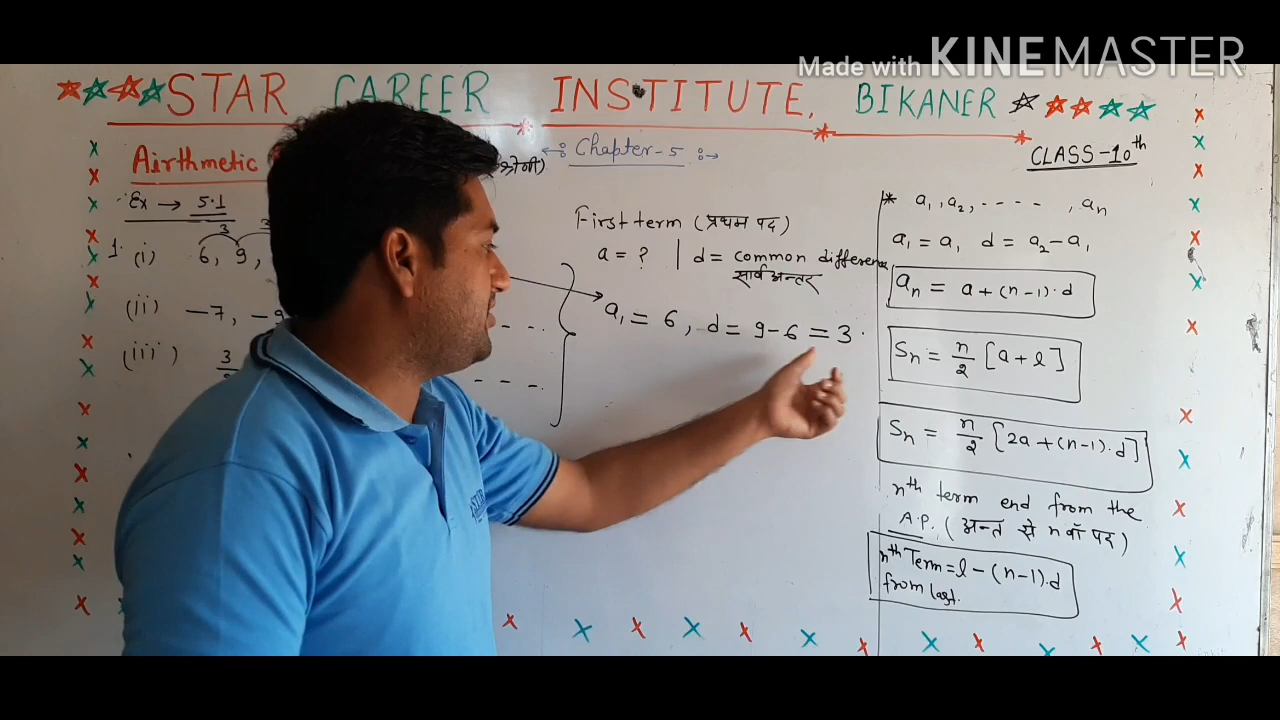 Made with KINEMASTER
STAR CAREER INSTITUTE, BIKANER
Airthmetic
Chapter-5
CLASS-10th
Ex → 5.1
1. (i) 6, 9,
3
(ii) -7, -9
(iii) 3
First term (प्रथम पद)
a = ? | d = common difference
सार्व अन्तर
a₁ = 6, d = 9-6 = 3.
* a₁, a₂, - - - - , aₙ
a₁ = a, d = a₂-a₁
aₙ = a+(n-1).d
Sₙ = n/2 [a+l]
Sₙ = n/2 [2a+(n-1).d]
nth term end from the
A.P. (अन्त से n वाँ पद)
nth Term = l-(n-1).d
from last.